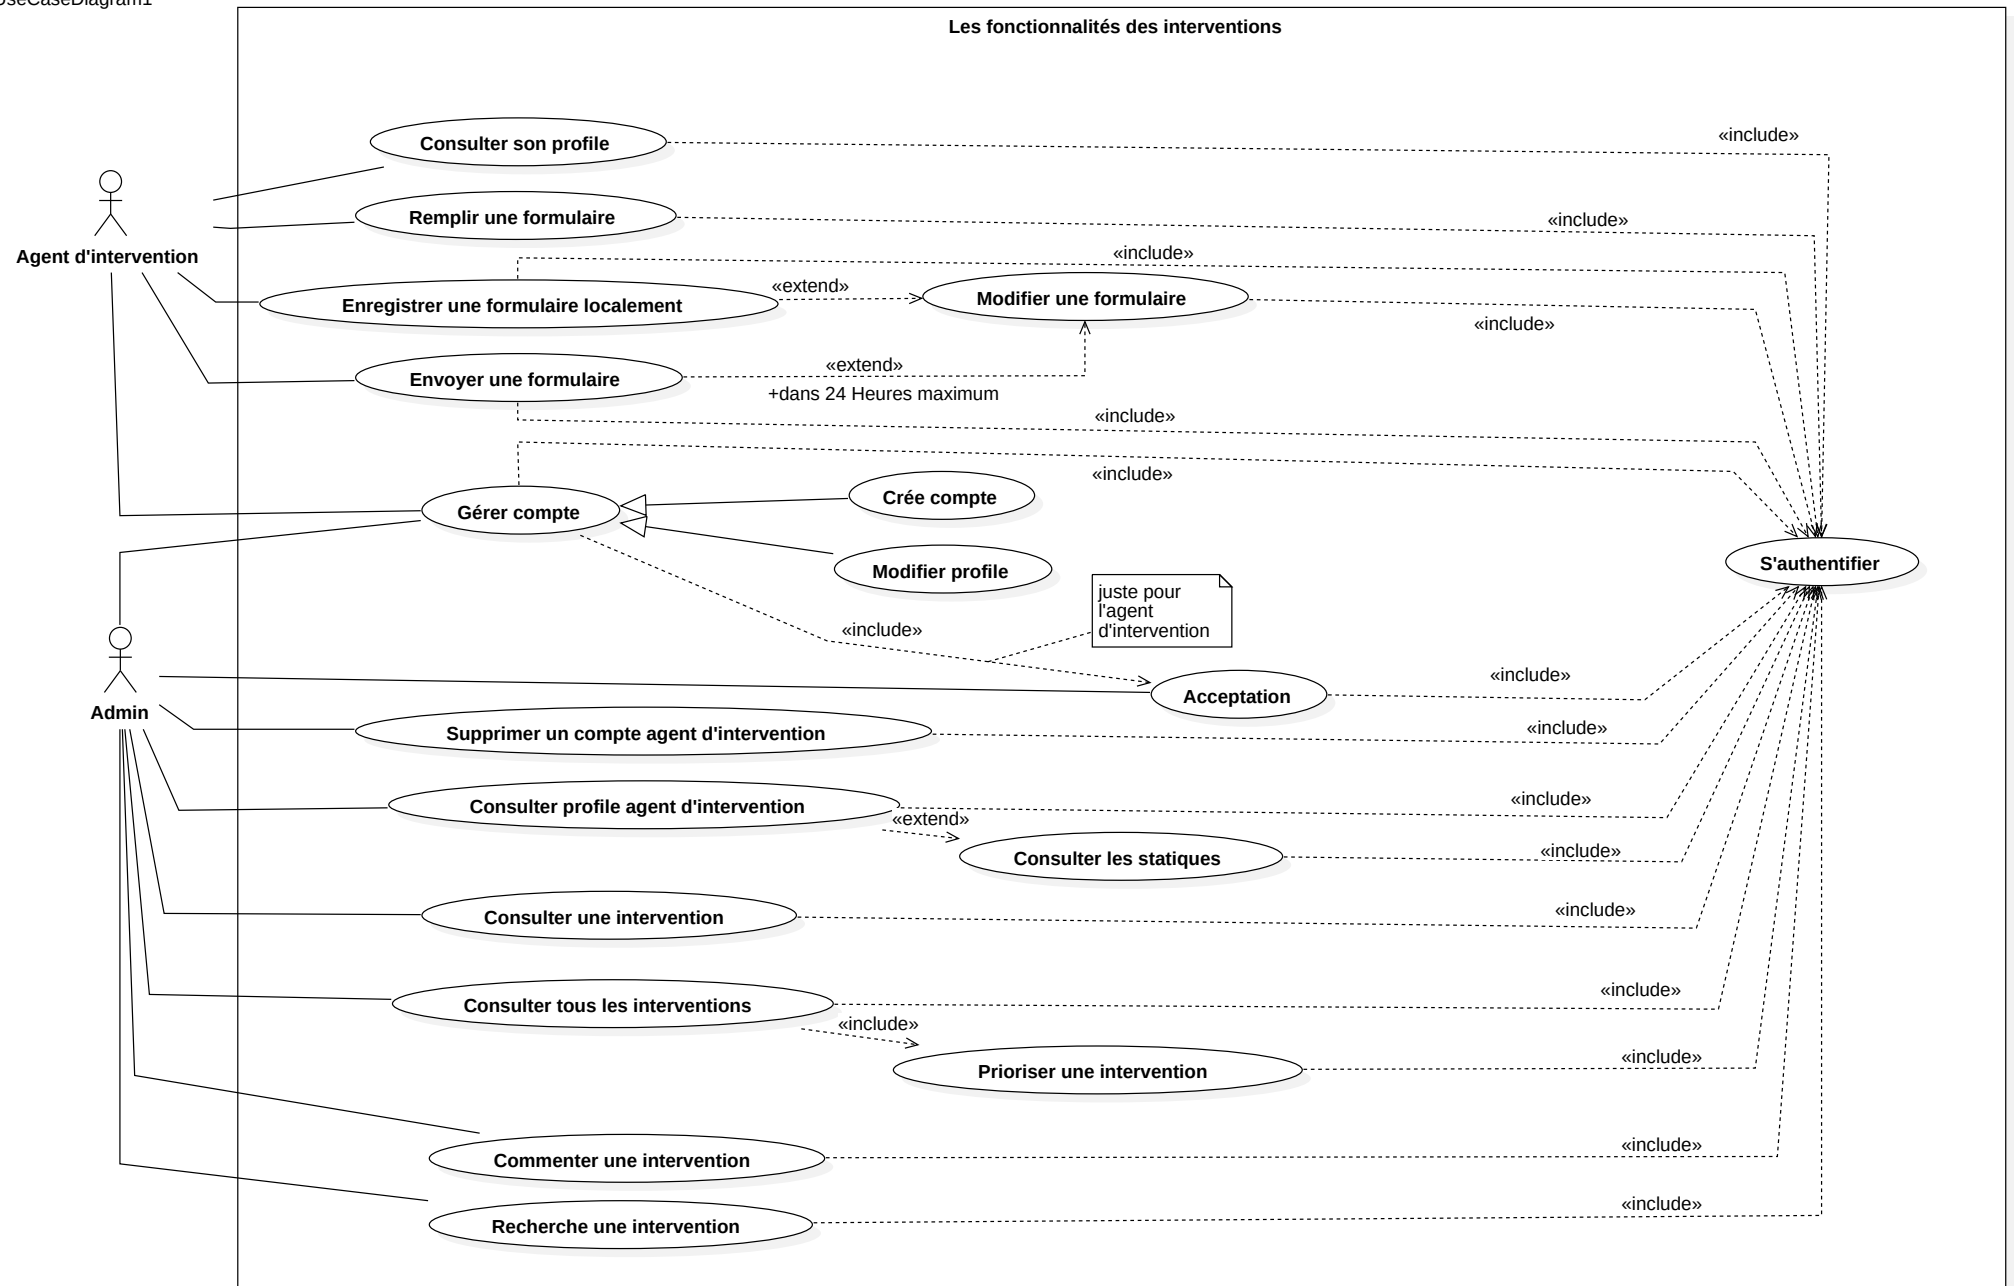 UseCaseDiagram1
Les fonctionnalités des interventions
Consulter son profile
«include»
Remplir une formulaire
«include»
Agent d'intervention
«include»
Enregistrer une formulaire localement
«extend»
Modifier une formulaire
«include»
Envoyer une formulaire
«extend»
+dans 24 Heures maximum
«include»
«include»
Gérer compte
Crée compte
Modifier profile
S'authentifier
juste pour
l'agent
d'intervention
«include»
Acceptation
«include»
Admin
Supprimer un compte agent d'intervention
«include»
Consulter profile agent d'intervention
«include»
«extend»
Consulter les statiques
«include»
Consulter une intervention
«include»
Consulter tous les interventions
«include»
«include»
Prioriser une intervention
«include»
Commenter une intervention
«include»
Recherche une intervention
«include»